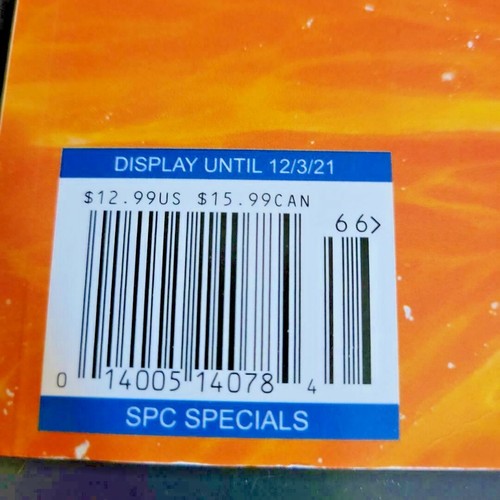 DISPLAY UNTIL 12/3/21
$12.99US $15.99CAN
66>
0 14005 14078 4
SPC SPECIALS